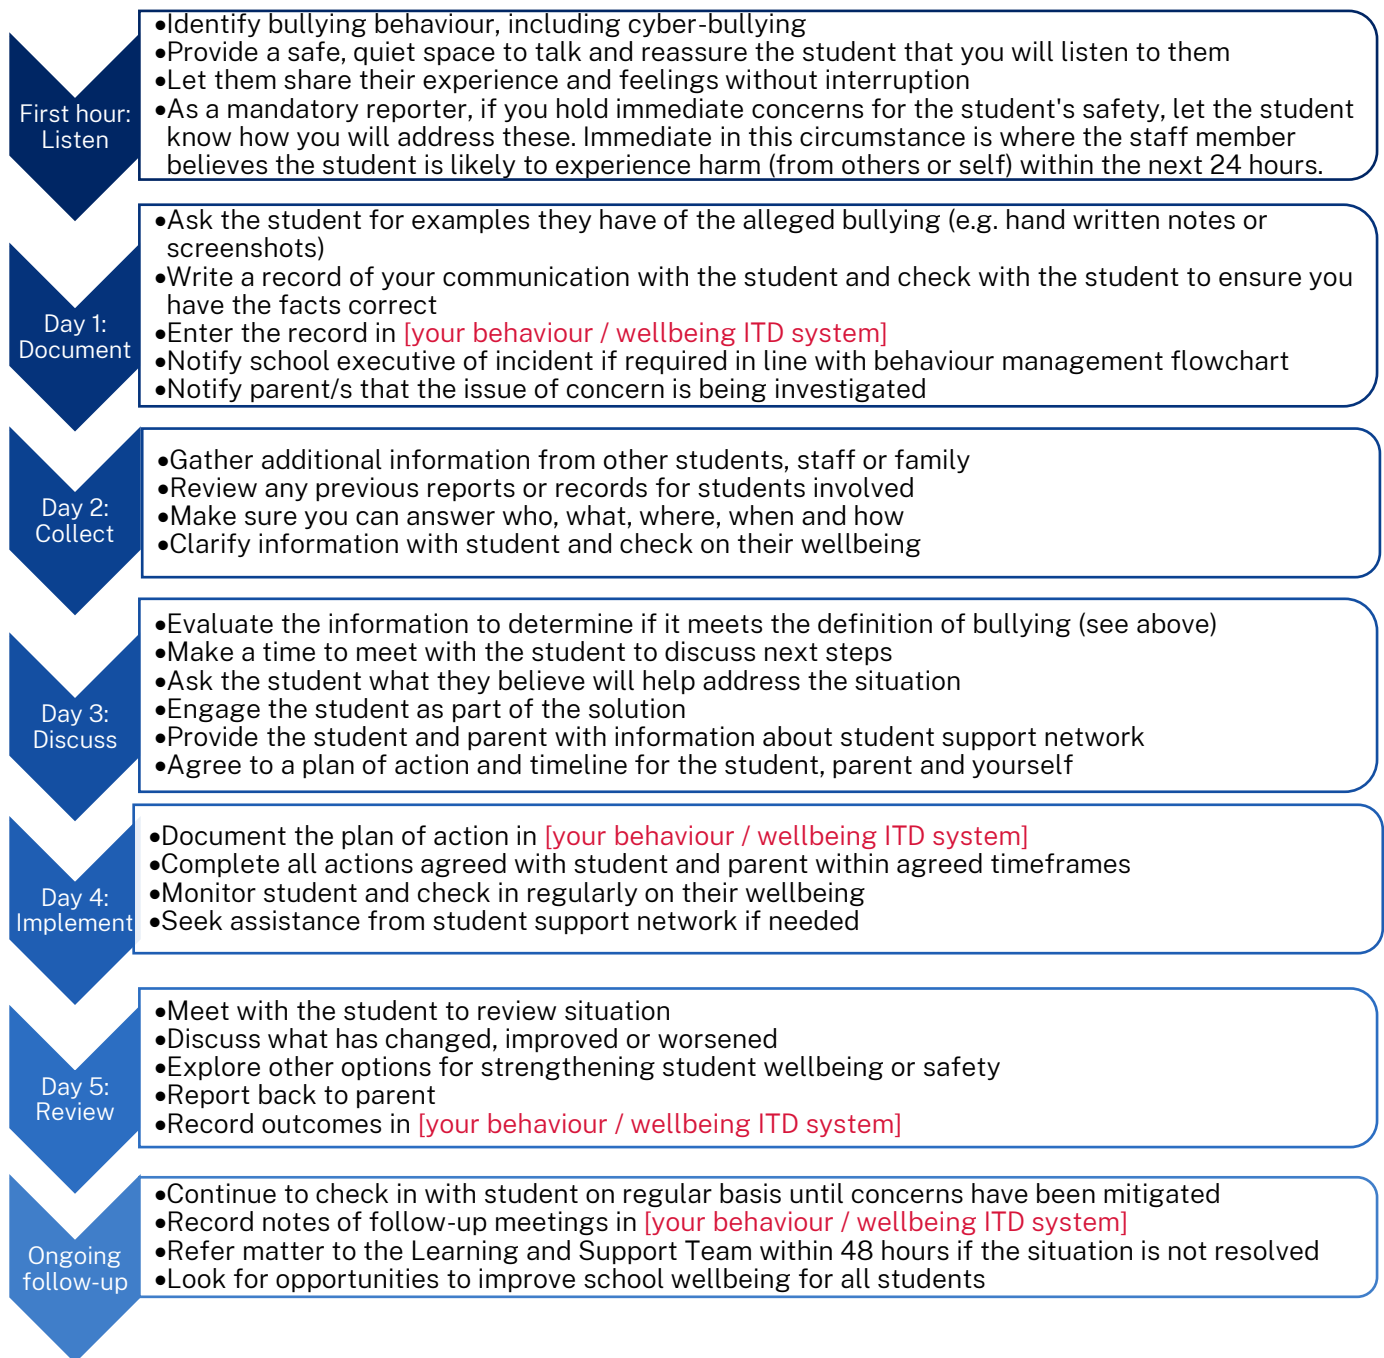 First hour:
Listen
•Identify bullying behaviour, including cyber-bullying
•Provide a safe, quiet space to talk and reassure the student that you will listen to them
•Let them share their experience and feelings without interruption
•As a mandatory reporter, if you hold immediate concerns for the student's safety, let the student
know how you will address these. Immediate in this circumstance is where the staff member
believes the student is likely to experience harm (from others or self) within the next 24 hours.
Day 1:
Document
•Ask the student for examples they have of the alleged bullying (e.g. hand written notes or
screenshots)
•Write a record of your communication with the student and check with the student to ensure you
have the facts correct
•Enter the record in [your behaviour / wellbeing ITD system]
•Notify school executive of incident if required in line with behaviour management flowchart
•Notify parent/s that the issue of concern is being investigated
Day 2:
Collect
•Gather additional information from other students, staff or family
•Review any previous reports or records for students involved
•Make sure you can answer who, what, where, when and how
•Clarify information with student and check on their wellbeing
Day 3:
Discuss
•Evaluate the information to determine if it meets the definition of bullying (see above)
•Make a time to meet with the student to discuss next steps
•Ask the student what they believe will help address the situation
•Engage the student as part of the solution
•Provide the student and parent with information about student support network
•Agree to a plan of action and timeline for the student, parent and yourself
Day 4:
Implement
•Document the plan of action in [your behaviour / wellbeing ITD system]
•Complete all actions agreed with student and parent within agreed timeframes
•Monitor student and check in regularly on their wellbeing
•Seek assistance from student support network if needed
Day 5:
Review
•Meet with the student to review situation
•Discuss what has changed, improved or worsened
•Explore other options for strengthening student wellbeing or safety
•Report back to parent
•Record outcomes in [your behaviour / wellbeing ITD system]
Ongoing
follow-up
•Continue to check in with student on regular basis until concerns have been mitigated
•Record notes of follow-up meetings in [your behaviour / wellbeing ITD system]
•Refer matter to the Learning and Support Team within 48 hours if the situation is not resolved
•Look for opportunities to improve school wellbeing for all students